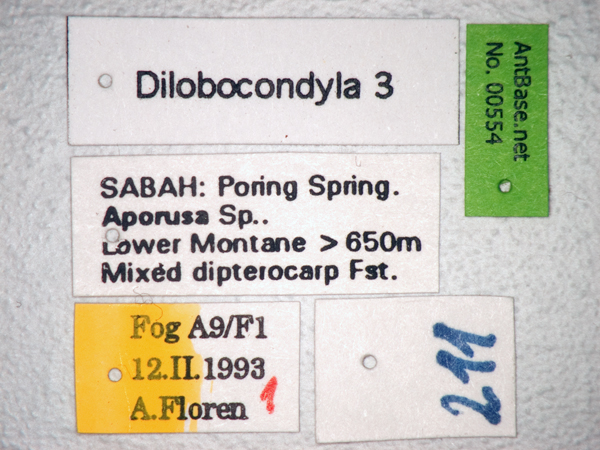 Dilobocondyla 3
AntBase.net
No. 00554
SABAH: Poring Spring.
Aporusa Sp..
Lower Montane > 650m
Mixed dipterocarp Fst.
Fog A9/F1
12.II.1993
A.Floren 1
211